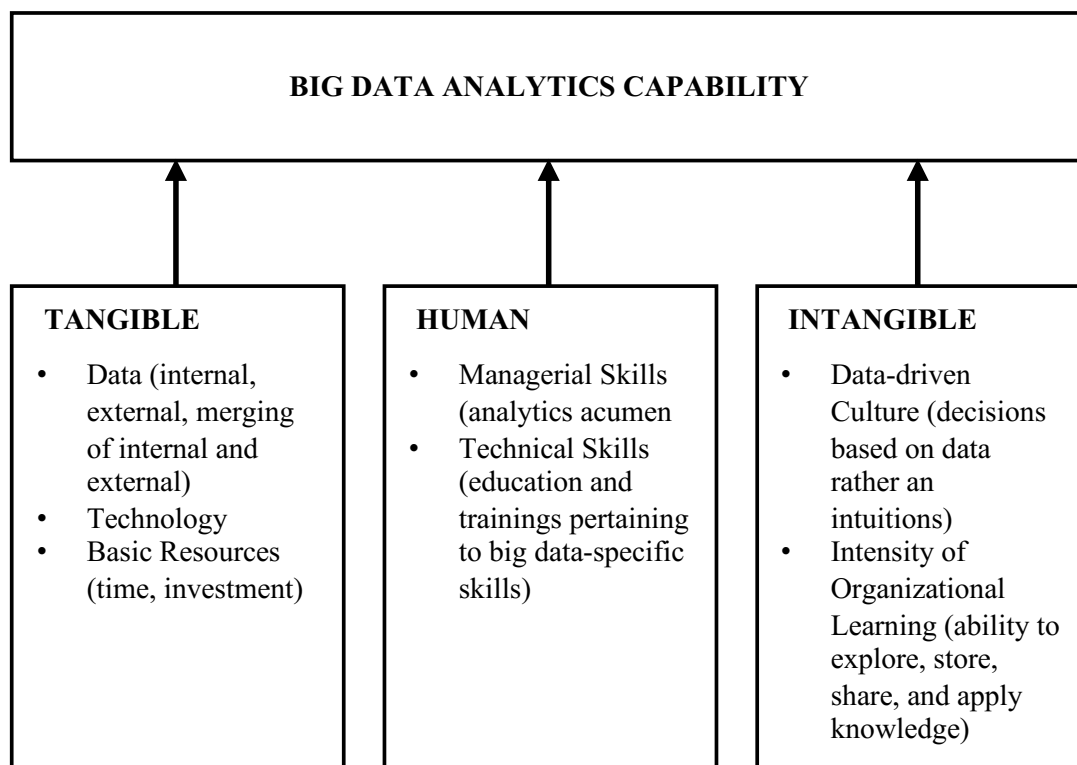 BIG DATA ANALYTICS CAPABILITY
TANGIBLE
• Data (internal,
external, merging
of internal and
external)
• Technology
• Basic Resources
(time, investment)
HUMAN
• Managerial Skills
(analytics acumen
• Technical Skills
(education and
trainings pertaining
to big data-specific
skills)
INTANGIBLE
• Data-driven
Culture (decisions
based on data
rather an
intuitions)
• Intensity of
Organizational
Learning (ability to
explore, store,
share, and apply
knowledge)